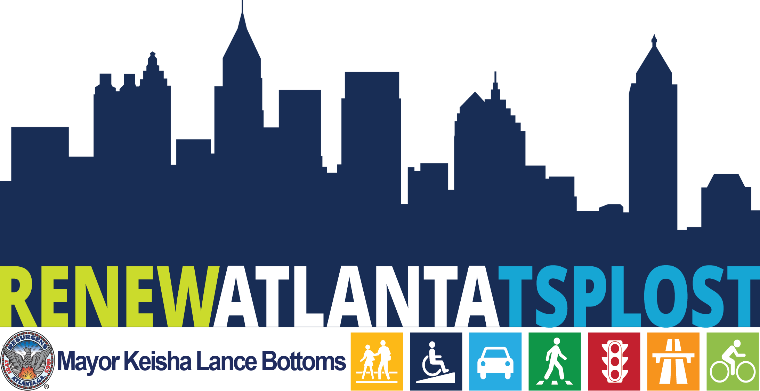 RENEWATLANTATSPLOST
Mayor Keisha Lance Bottoms